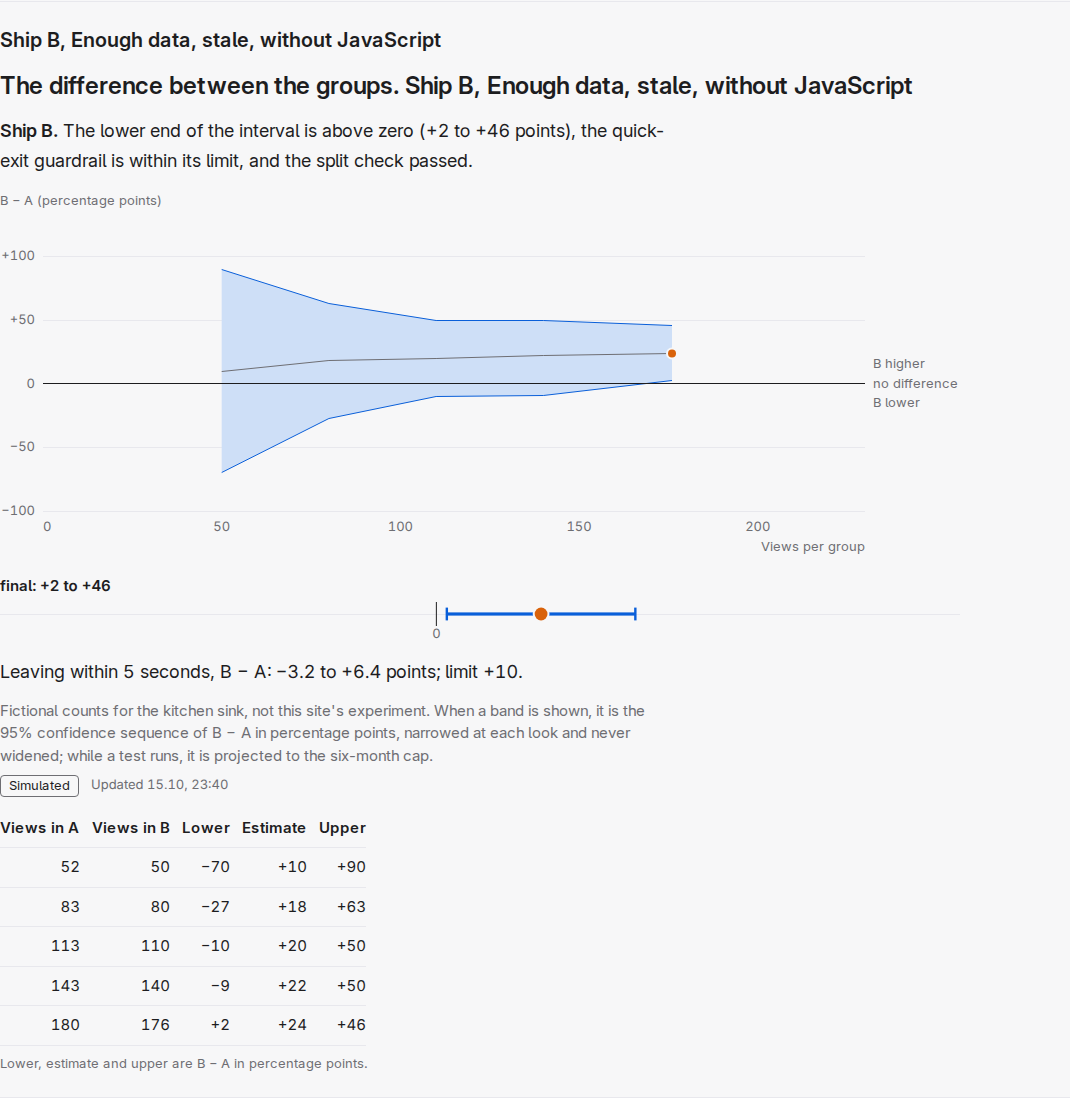 Ship B, Enough data, stale, without JavaScript
The difference between the groups. Ship B, Enough data, stale, without JavaScript
Ship B. The lower end of the interval is above zero (+2 to +46 points), the quick-
exit guardrail is within its limit, and the split check passed.
B − A (percentage points)
+100
+50
0
−50
−100
B higher
no difference
B lower
0 50 100 150 200
Views per group
final: +2 to +46
0
Leaving within 5 seconds, B − A: −3.2 to +6.4 points; limit +10.
Fictional counts for the kitchen sink, not this site's experiment. When a band is shown, it is the
95% confidence sequence of B − A in percentage points, narrowed at each look and never
widened; while a test runs, it is projected to the six-month cap.
Simulated Updated 15.10, 23:40
Views in A Views in B Lower Estimate Upper
52 50 −70 +10 +90
83 80 −27 +18 +63
113 110 −10 +20 +50
143 140 −9 +22 +50
180 176 +2 +24 +46
Lower, estimate and upper are B − A in percentage points.